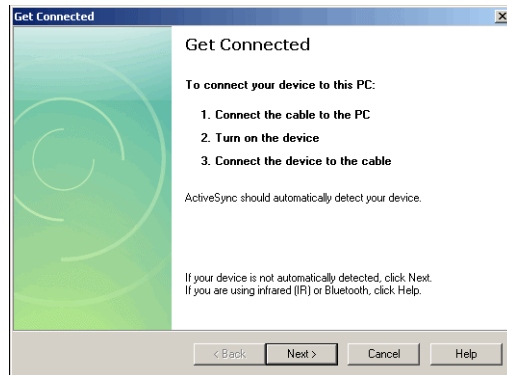 Get Connected
Get Connected
To connect your device to this PC:
1. Connect the cable to the PC
2. Turn on the device
3. Connect the device to the cable
ActiveSync should automatically detect your device.
If your device is not automatically detected, click Next.
If you are using infrared (IR) or Bluetooth, click Help.
< Back Next > Cancel Help